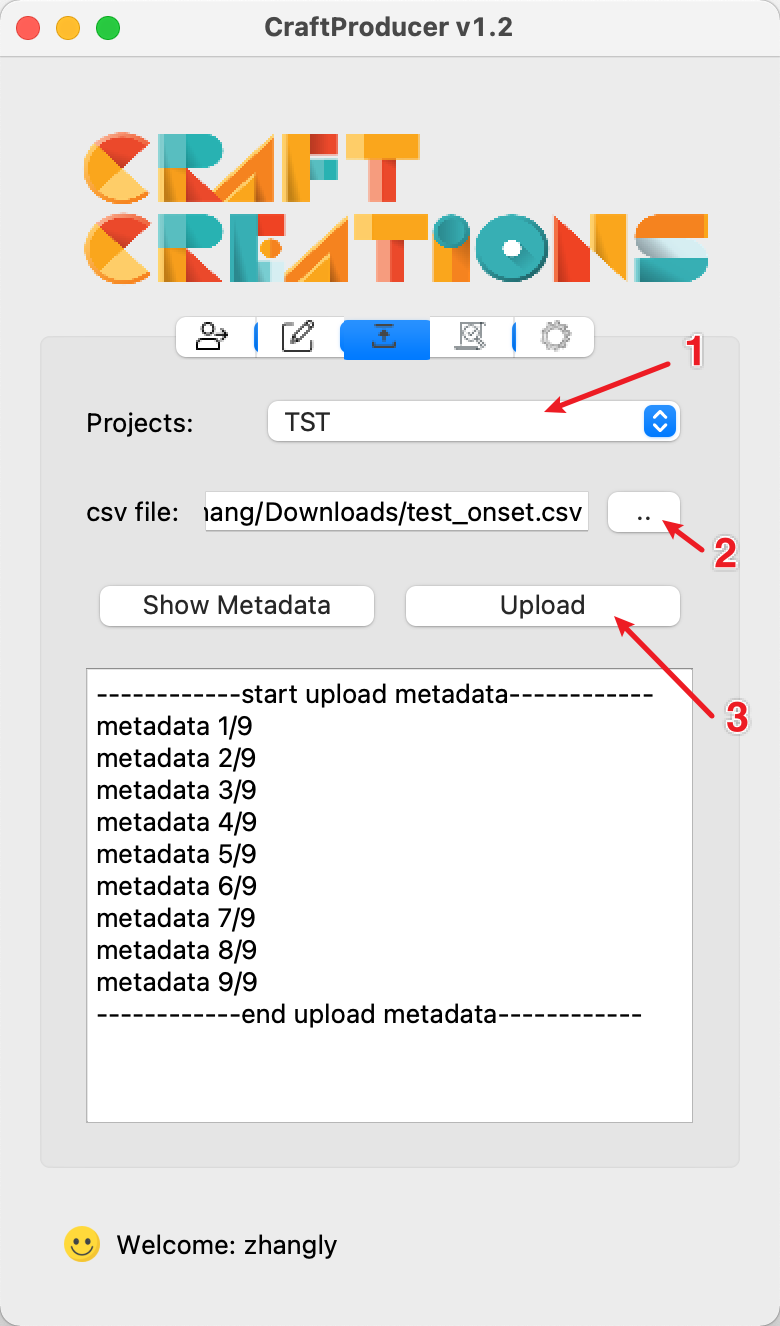 CraftProducer v1.2
CRAFT
CREATIONS
1
Projects:
TST
csv file:
hang/Downloads/test_onset.csv
..
2
Show Metadata
Upload
3
------------start upload metadata------------
metadata 1/9
metadata 2/9
metadata 3/9
metadata 4/9
metadata 5/9
metadata 6/9
metadata 7/9
metadata 8/9
metadata 9/9
------------end upload metadata------------
Welcome: zhangly